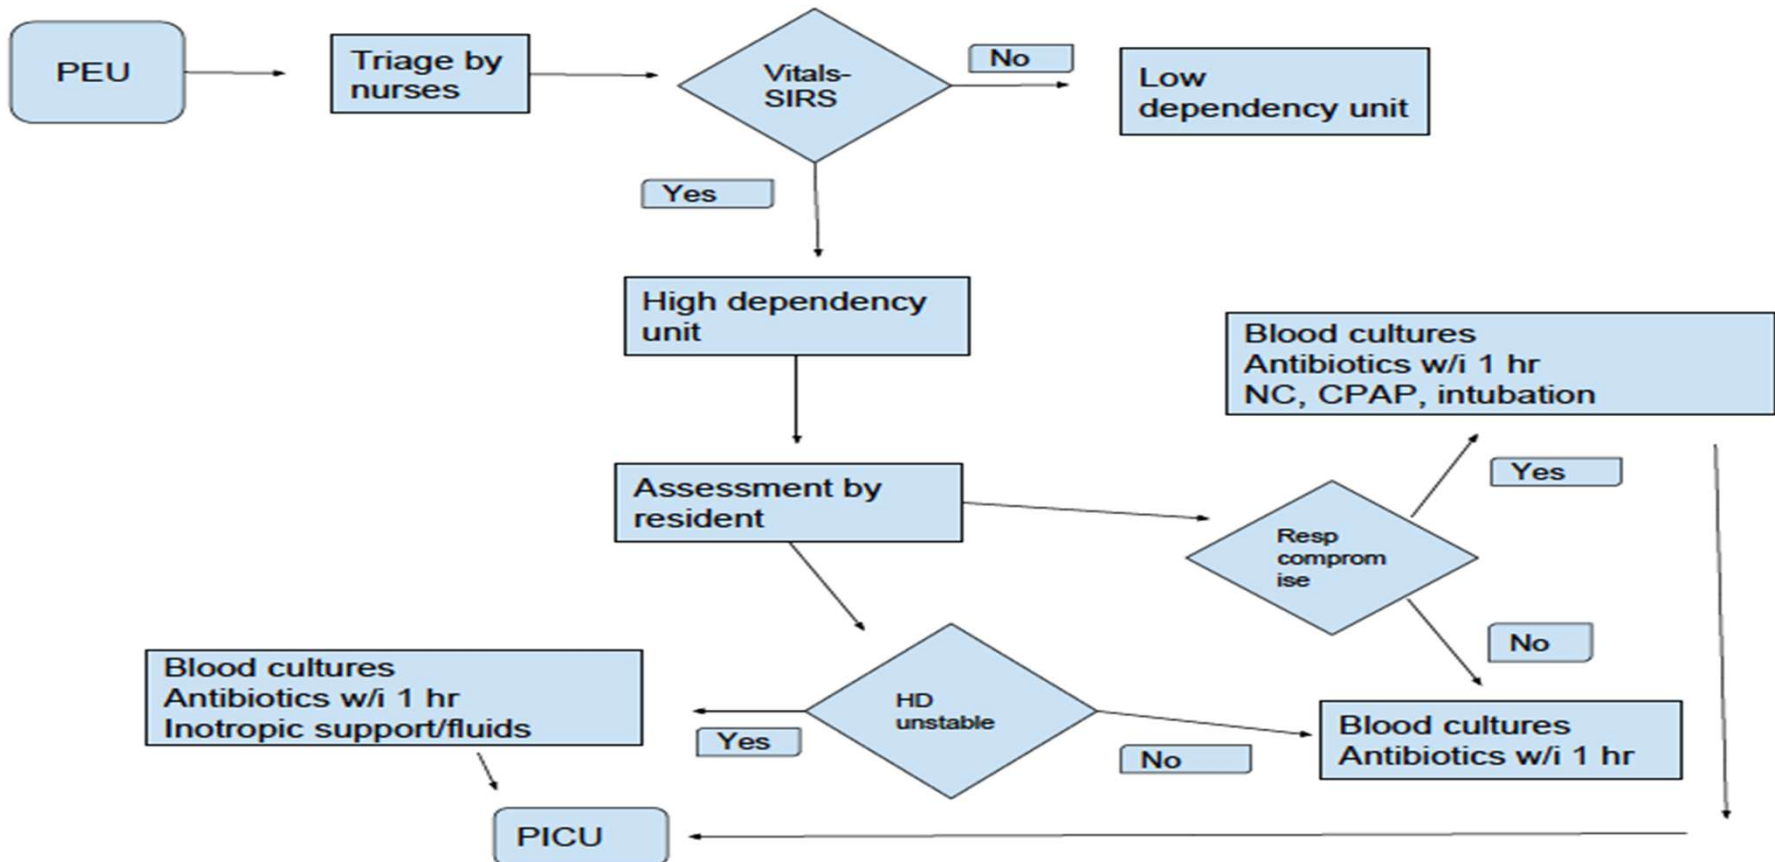 PEU
Triage by
nurses
Vitals-
SIRS
No
Low
dependency unit
Yes
High dependency
unit
Blood cultures
Antibiotics w/i 1 hr
NC, CPAP, intubation
Yes
Assessment by
resident
Resp
comprom
ise
No
Blood cultures
Antibiotics w/i 1 hr
Inotropic support/fluids
HD
unstable
Yes
No
Blood cultures
Antibiotics w/i 1 hr
PICU